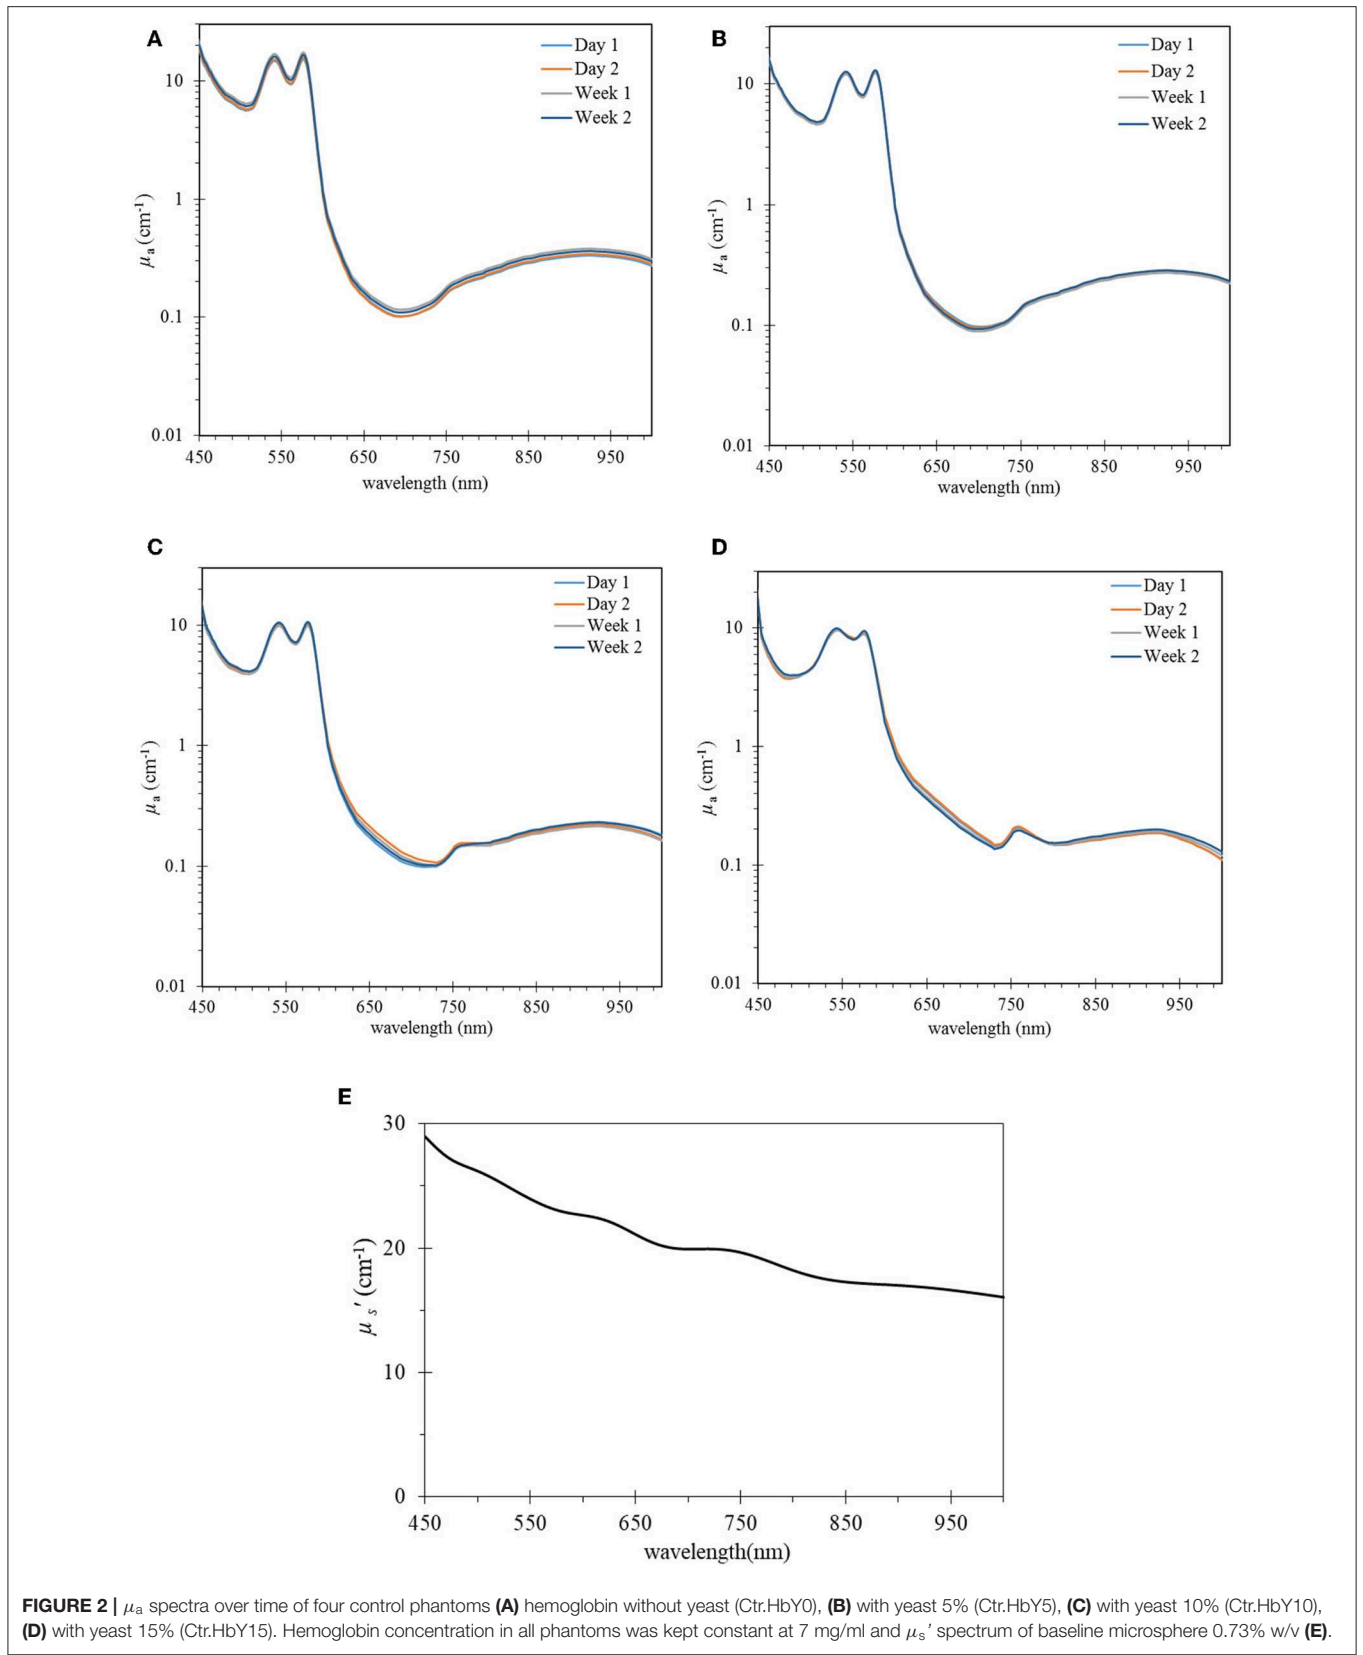 A
Day 1
Day 2
Week 1
Week 2
10
1
0.1
0.01
μa (cm-1)
450 550 650 750 850 950
wavelength (nm)
B
Day 1
Day 2
Week 1
Week 2
10
1
0.1
0.01
μa (cm-1)
450 550 650 750 850 950
wavelength (nm)
C
Day 1
Day 2
Week 1
Week 2
10
1
0.1
0.01
μa (cm-1)
450 550 650 750 850 950
wavelength (nm)
D
Day 1
Day 2
Week 1
Week 2
10
1
0.1
0.01
μa (cm-1)
450 550 650 750 850 950
wavelength (nm)
E
30
20
10
0
μs' (cm-1)
450 550 650 750 850 950
wavelength(nm)
FIGURE 2 | μa spectra over time of four control phantoms (A) hemoglobin without yeast (Ctr.HbY0), (B) with yeast 5% (Ctr.HbY5), (C) with yeast 10% (Ctr.HbY10),
(D) with yeast 15% (Ctr.HbY15). Hemoglobin concentration in all phantoms was kept constant at 7 mg/ml and μs' spectrum of baseline microsphere 0.73% w/v (E).